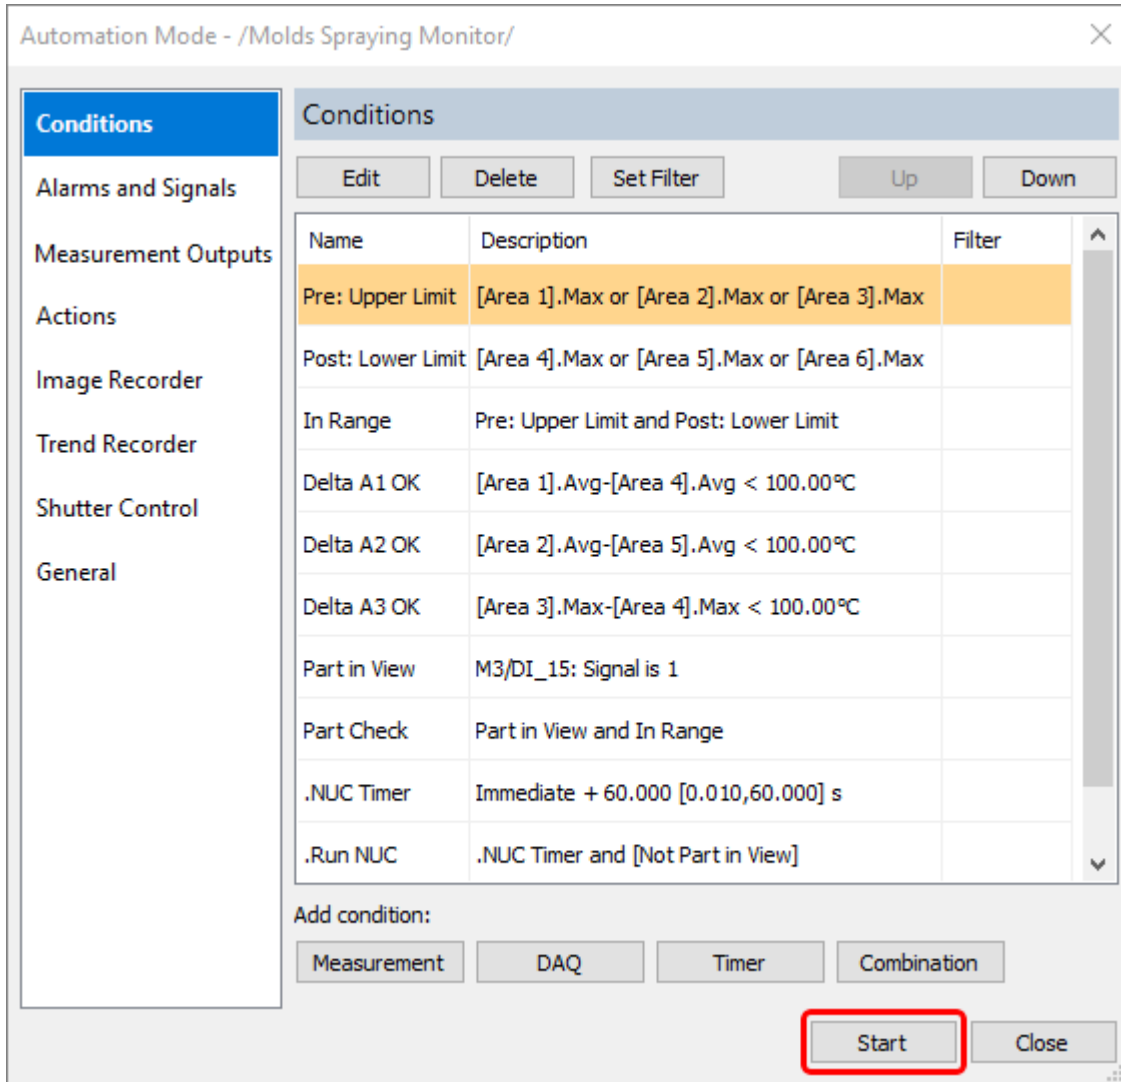 Automation Mode - /Molds Spraying Monitor/
Conditions
Alarms and Signals
Measurement Outputs
Actions
Image Recorder
Trend Recorder
Shutter Control
General
Conditions
Edit Delete Set Filter Up Down
Name Description Filter
Pre: Upper Limit [Area 1].Max or [Area 2].Max or [Area 3].Max
Post: Lower Limit [Area 4].Max or [Area 5].Max or [Area 6].Max
In Range Pre: Upper Limit and Post: Lower Limit
Delta A1 OK [Area 1].Avg-[Area 4].Avg < 100.00°C
Delta A2 OK [Area 2].Avg-[Area 5].Avg < 100.00°C
Delta A3 OK [Area 3].Max-[Area 4].Max < 100.00°C
Part in View M3/DI_15: Signal is 1
Part Check Part in View and In Range
.NUC Timer Immediate + 60.000 [0.010,60.000] s
.Run NUC .NUC Timer and [Not Part in View]
Add condition:
Measurement DAQ Timer Combination
Start Close